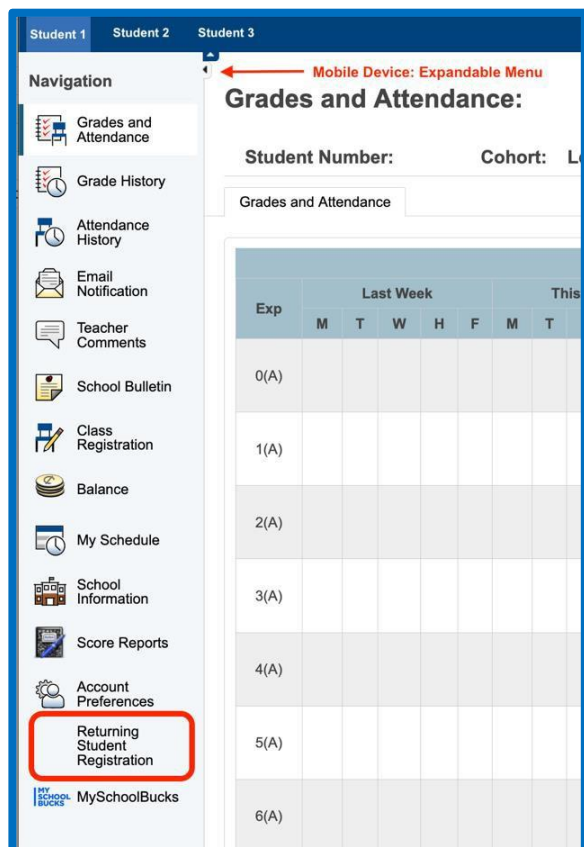 Student 1 Student 2 Student 3
Navigation
Mobile Device: Expandable Menu
Grades and Attendance:
Grades and
Attendance
Student Number: Cohort:
Grade History
Grades and Attendance
Attendance
History
Email
Notification
Teacher
Comments
School Bulletin
Class
Registration
Balance
My Schedule
School
Information
Score Reports
Account
Preferences
Returning
Student
Registration
MY
SCHOOL
BUCKS
MySchoolBucks
Last Week This
Exp
M T W H F M T
0(A)
1(A)
2(A)
3(A)
4(A)
5(A)
6(A)